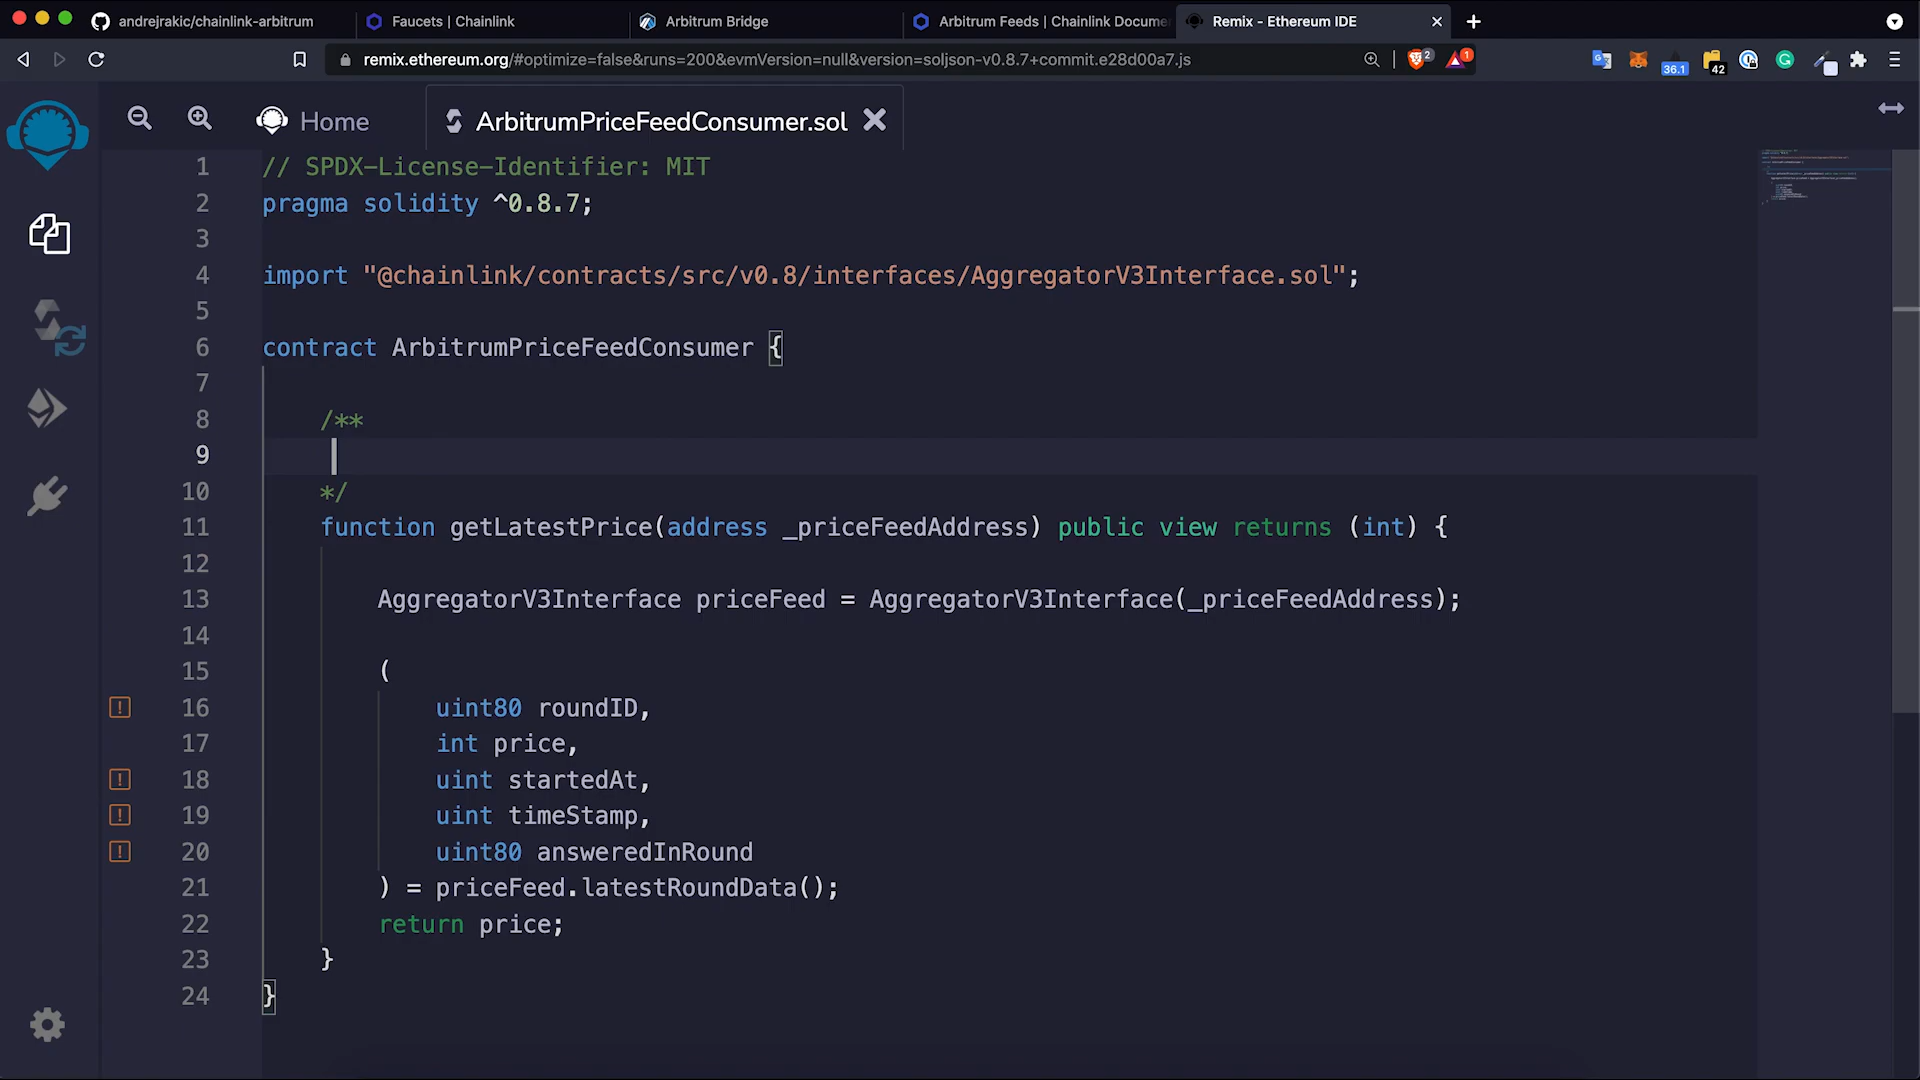 andrejrakic/chainlink-arbitrum
Faucets | Chainlink
Arbitrum Bridge
Arbitrum Feeds | Chainlink Docume
Remix - Ethereum IDE
remix.ethereum.org/#optimize=false&runs=200&evmVersion=null&version=soljson-v0.8.7+commit.e28d00a7.js
2
1
36.1
42
Home
ArbitrumPriceFeedConsumer.sol
1 // SPDX-License-Identifier: MIT
2 pragma solidity ^0.8.7;
3
4 import "@chainlink/contracts/src/v0.8/interfaces/AggregatorV3Interface.sol";
5
6 contract ArbitrumPriceFeedConsumer {
7
8 /**
9
10 */
11 function getLatestPrice(address _priceFeedAddress) public view returns (int) {
12
13 AggregatorV3Interface priceFeed = AggregatorV3Interface(_priceFeedAddress);
14
15 (
16 uint80 roundID,
17 int price,
18 uint startedAt,
19 uint timeStamp,
20 uint80 answeredInRound
21 ) = priceFeed.latestRoundData();
22 return price;
23 }
24 }